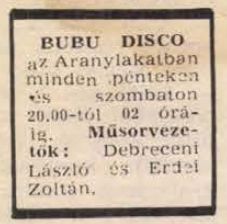 BUBU DISCO
az Aranylakatban
minden pénteken
és szombaton
20.00-tól 02 órá-
ig. Műsorveze-
tők: Debreceni
László és Erdei
Zoltán.